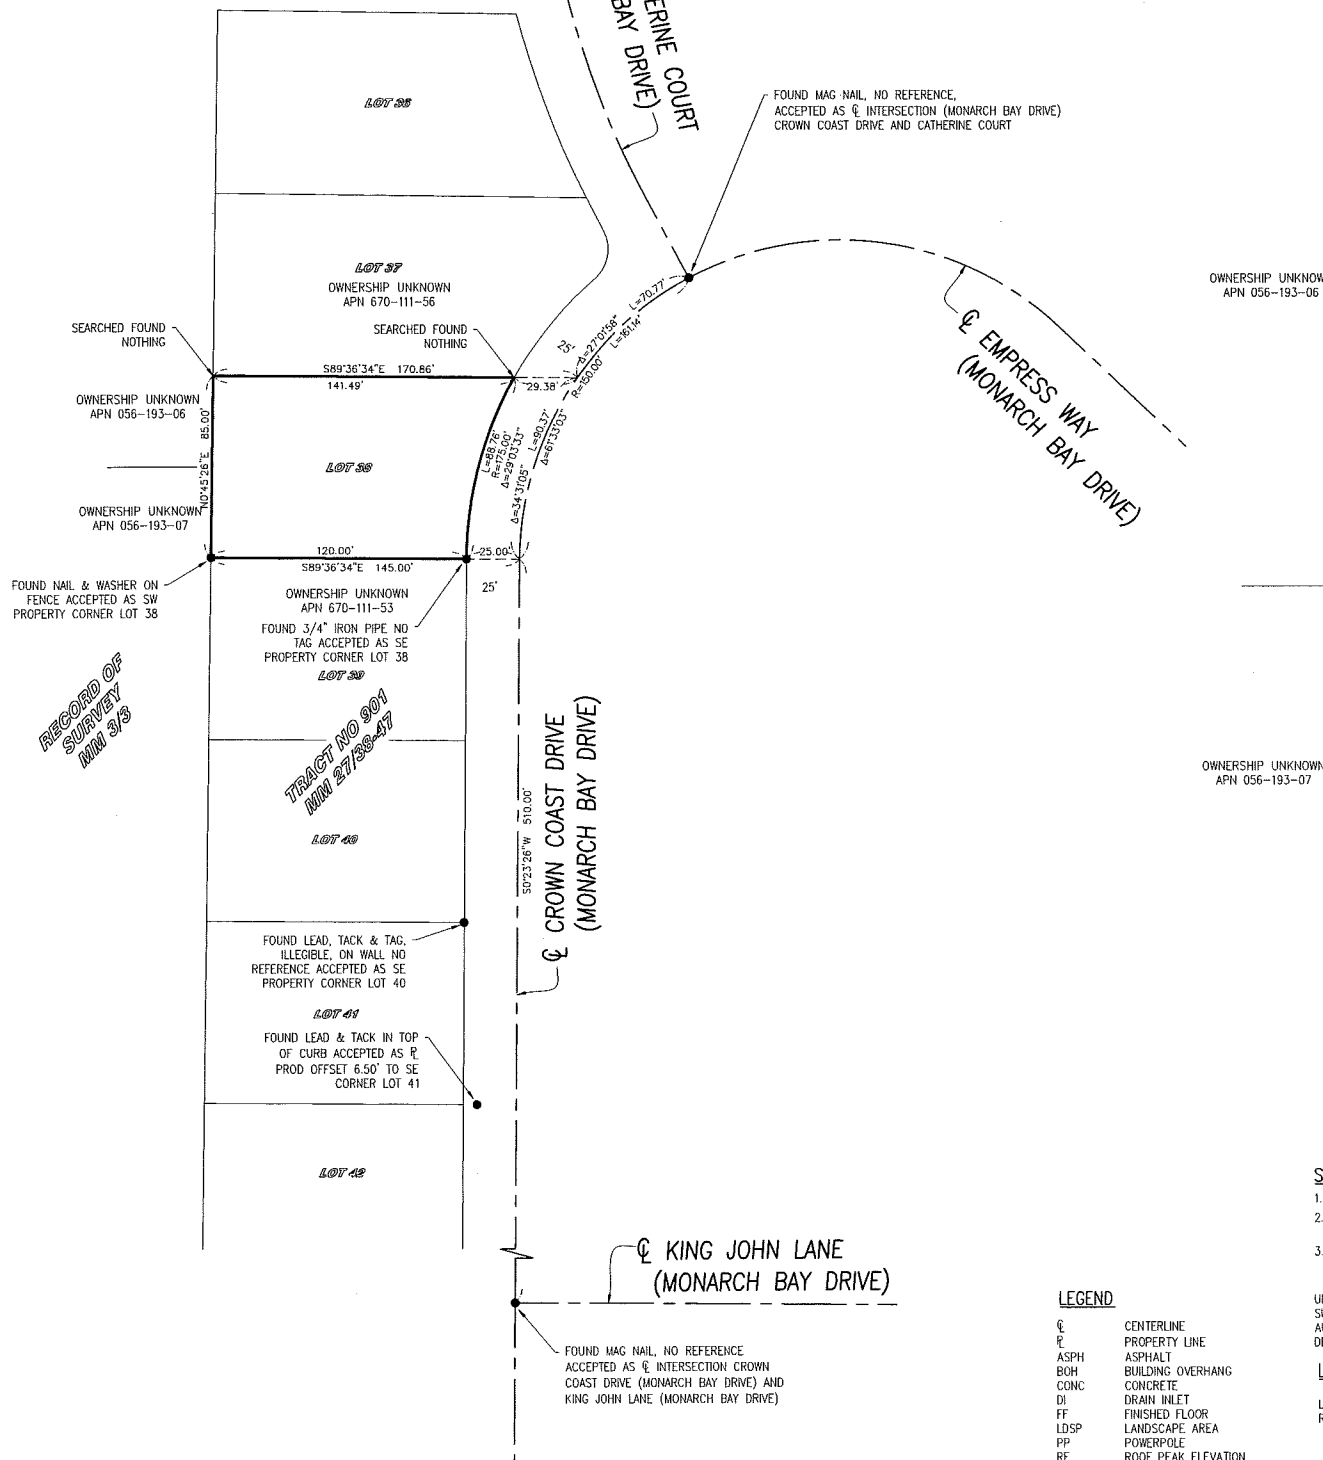 ERINE COURT
BAY DRIVE)
FOUND MAG NAIL, NO REFERENCE,
ACCEPTED AS ℄ INTERSECTION (MONARCH BAY DRIVE)
CROWN COAST DRIVE AND CATHERINE COURT
LOT 36
LOT 37
OWNERSHIP UNKNOWN
APN 670-111-56
SEARCHED FOUND
NOTHING
SEARCHED FOUND
NOTHING
S89°36'34"E 170.86'
141.49'
29.38'
25'
L=70.77'
Δ=27°01'58"
L=161.14'
R=150.00'
℄ EMPRESS WAY
(MONARCH BAY DRIVE)
OWNERSHIP UNKNOW
APN 056-193-06
OWNERSHIP UNKNOWN
APN 056-193-06
N0°45'26"E 85.00'
LOT 38
L=88.76'
R=175.00'
Δ=29°03'33"
L=90.37'
Δ=61°33'03"
Δ=34°31'05"
OWNERSHIP UNKNOWN
APN 056-193-07
120.00'
25.00'
S89°36'34"E 145.00'
25'
FOUND NAIL & WASHER ON
FENCE ACCEPTED AS SW
PROPERTY CORNER LOT 38
OWNERSHIP UNKNOWN
APN 670-111-53
FOUND 3/4" IRON PIPE NO
TAG ACCEPTED AS SE
PROPERTY CORNER LOT 38
LOT 39
RECORD OF
SURVEY
MM 3/3
TRACT NO 901
MM 27/38-47
LOT 40
S0°23'26"W 510.00'
℄ CROWN COAST DRIVE
(MONARCH BAY DRIVE)
OWNERSHIP UNKNOWN
APN 056-193-07
FOUND LEAD, TACK & TAG,
ILLEGIBLE, ON WALL NO
REFERENCE ACCEPTED AS SE
PROPERTY CORNER LOT 40
LOT 41
FOUND LEAD & TACK IN TOP
OF CURB ACCEPTED AS ⅊
PROD OFFSET 6.50' TO SE
CORNER LOT 41
LOT 42
℄ KING JOHN LANE
(MONARCH BAY DRIVE)
FOUND MAG NAIL, NO REFERENCE
ACCEPTED AS ℄ INTERSECTION CROWN
COAST DRIVE (MONARCH BAY DRIVE) AND
KING JOHN LANE (MONARCH BAY DRIVE)
LEGEND
℄ CENTERLINE
⅊ PROPERTY LINE
ASPH ASPHALT
BOH BUILDING OVERHANG
CONC CONCRETE
DI DRAIN INLET
FF FINISHED FLOOR
LDSP LANDSCAPE AREA
PP POWERPOLE
RF ROOF PEAK ELEVATION
S
1.
2.
3.